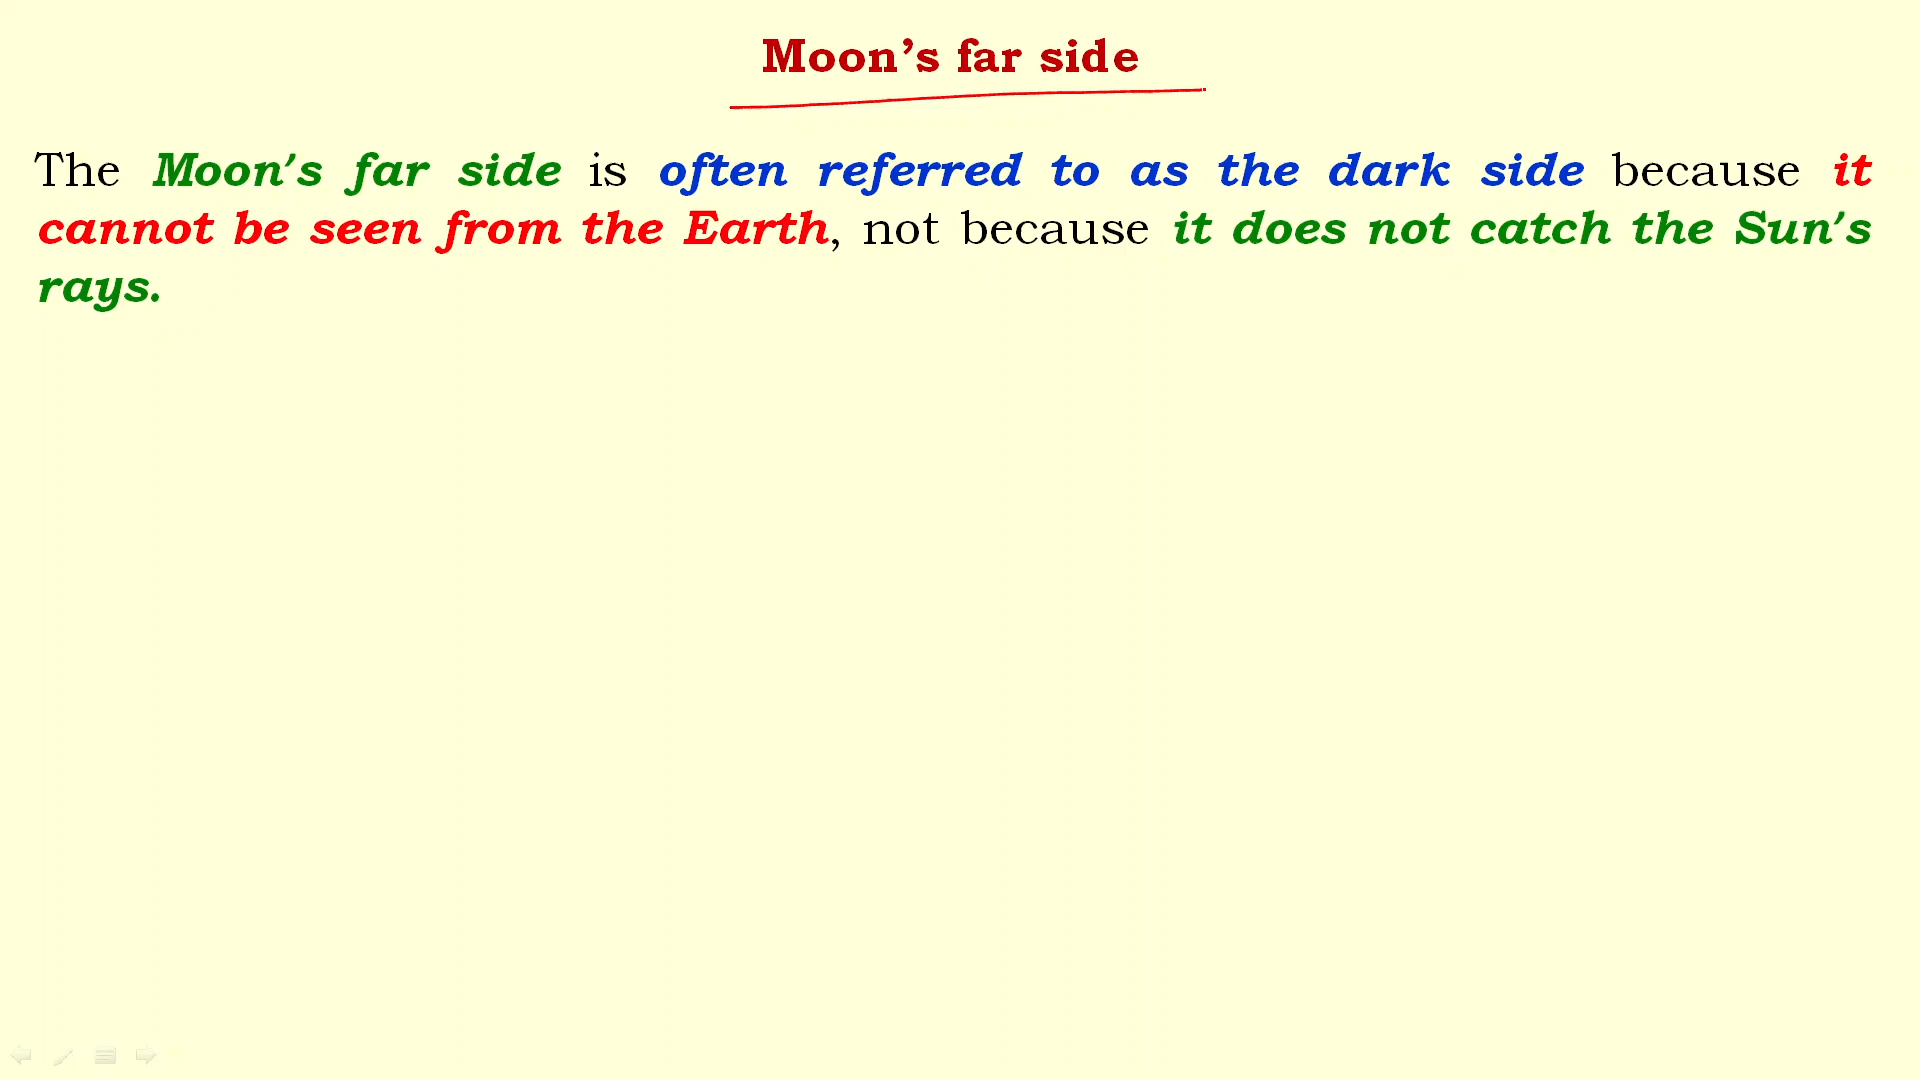 Moon’s far side
The Moon's far side is often referred to as the dark side because it
cannot be seen from the Earth, not because it does not catch the Sun's
rays.